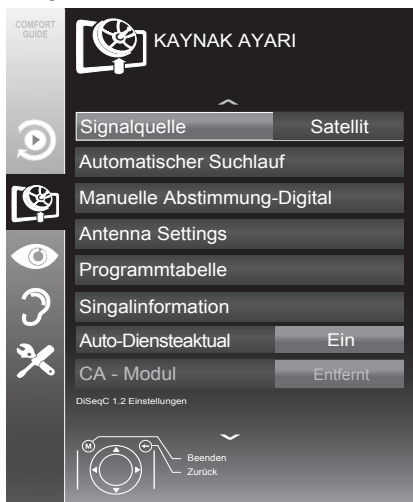 COMFORT
GUIDE
KAYNAK AYARI
Signalquelle Satellit
Automatischer Suchlauf
Manuelle Abstimmung-Digital
Antenna Settings
Programmtabelle
Singalinformation
Auto-Diensteaktual Ein
CA - Modul Entfernt
DiSeqC 1.2 Einstellungen
M
Beenden
Zurück